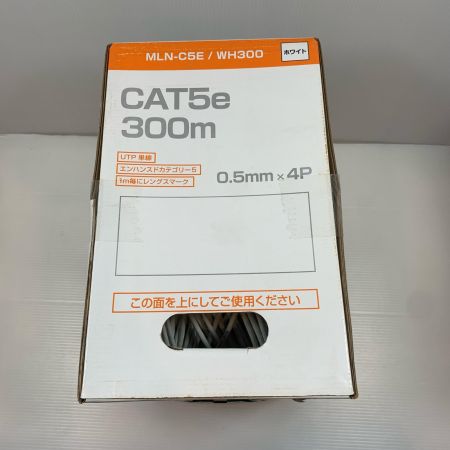 MLN-C5E / WH300
ホワイト
CAT5e
300m
UTP 単線
エンハンスドカテゴリー5
1m毎にレングスマーク
0.5mm×4P
この面を上にしてご使用ください